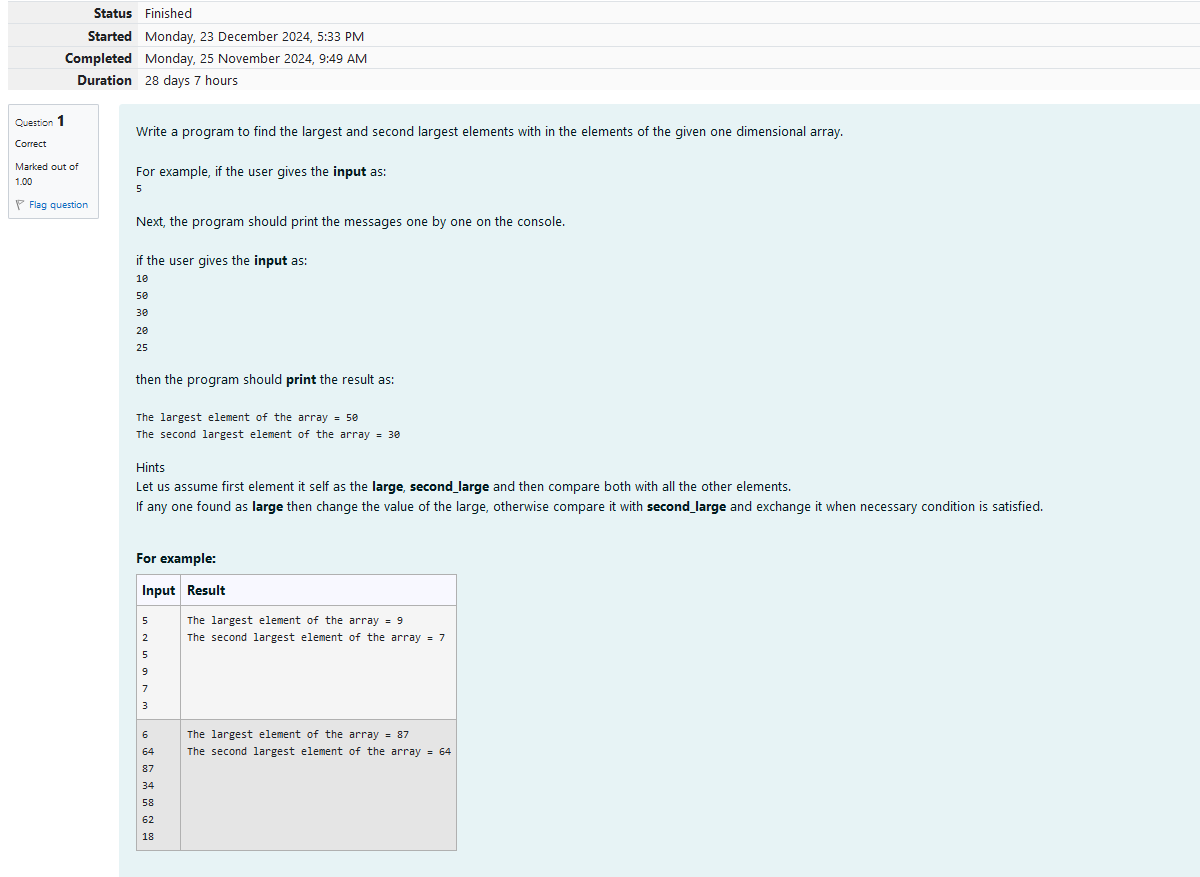 Status Finished
Started Monday, 23 December 2024, 5:33 PM
Completed Monday, 25 November 2024, 9:49 AM
Duration 28 days 7 hours
Question 1
Correct
Marked out of
1.00
Flag question
Write a program to find the largest and second largest elements with in the elements of the given one dimensional array.
For example, if the user gives the input as:
5
Next, the program should print the messages one by one on the console.
if the user gives the input as:
10
50
30
20
25
then the program should print the result as:
The largest element of the array = 50
The second largest element of the array = 30
Hints
Let us assume first element it self as the large, second_large and then compare both with all the other elements.
If any one found as large then change the value of the large, otherwise compare it with second_large and exchange it when necessary condition is satisfied.
For example:
Input Result
5 The largest element of the array = 9
2 The second largest element of the array = 7
5
9
7
3
6 The largest element of the array = 87
64 The second largest element of the array = 64
87
34
58
62
18